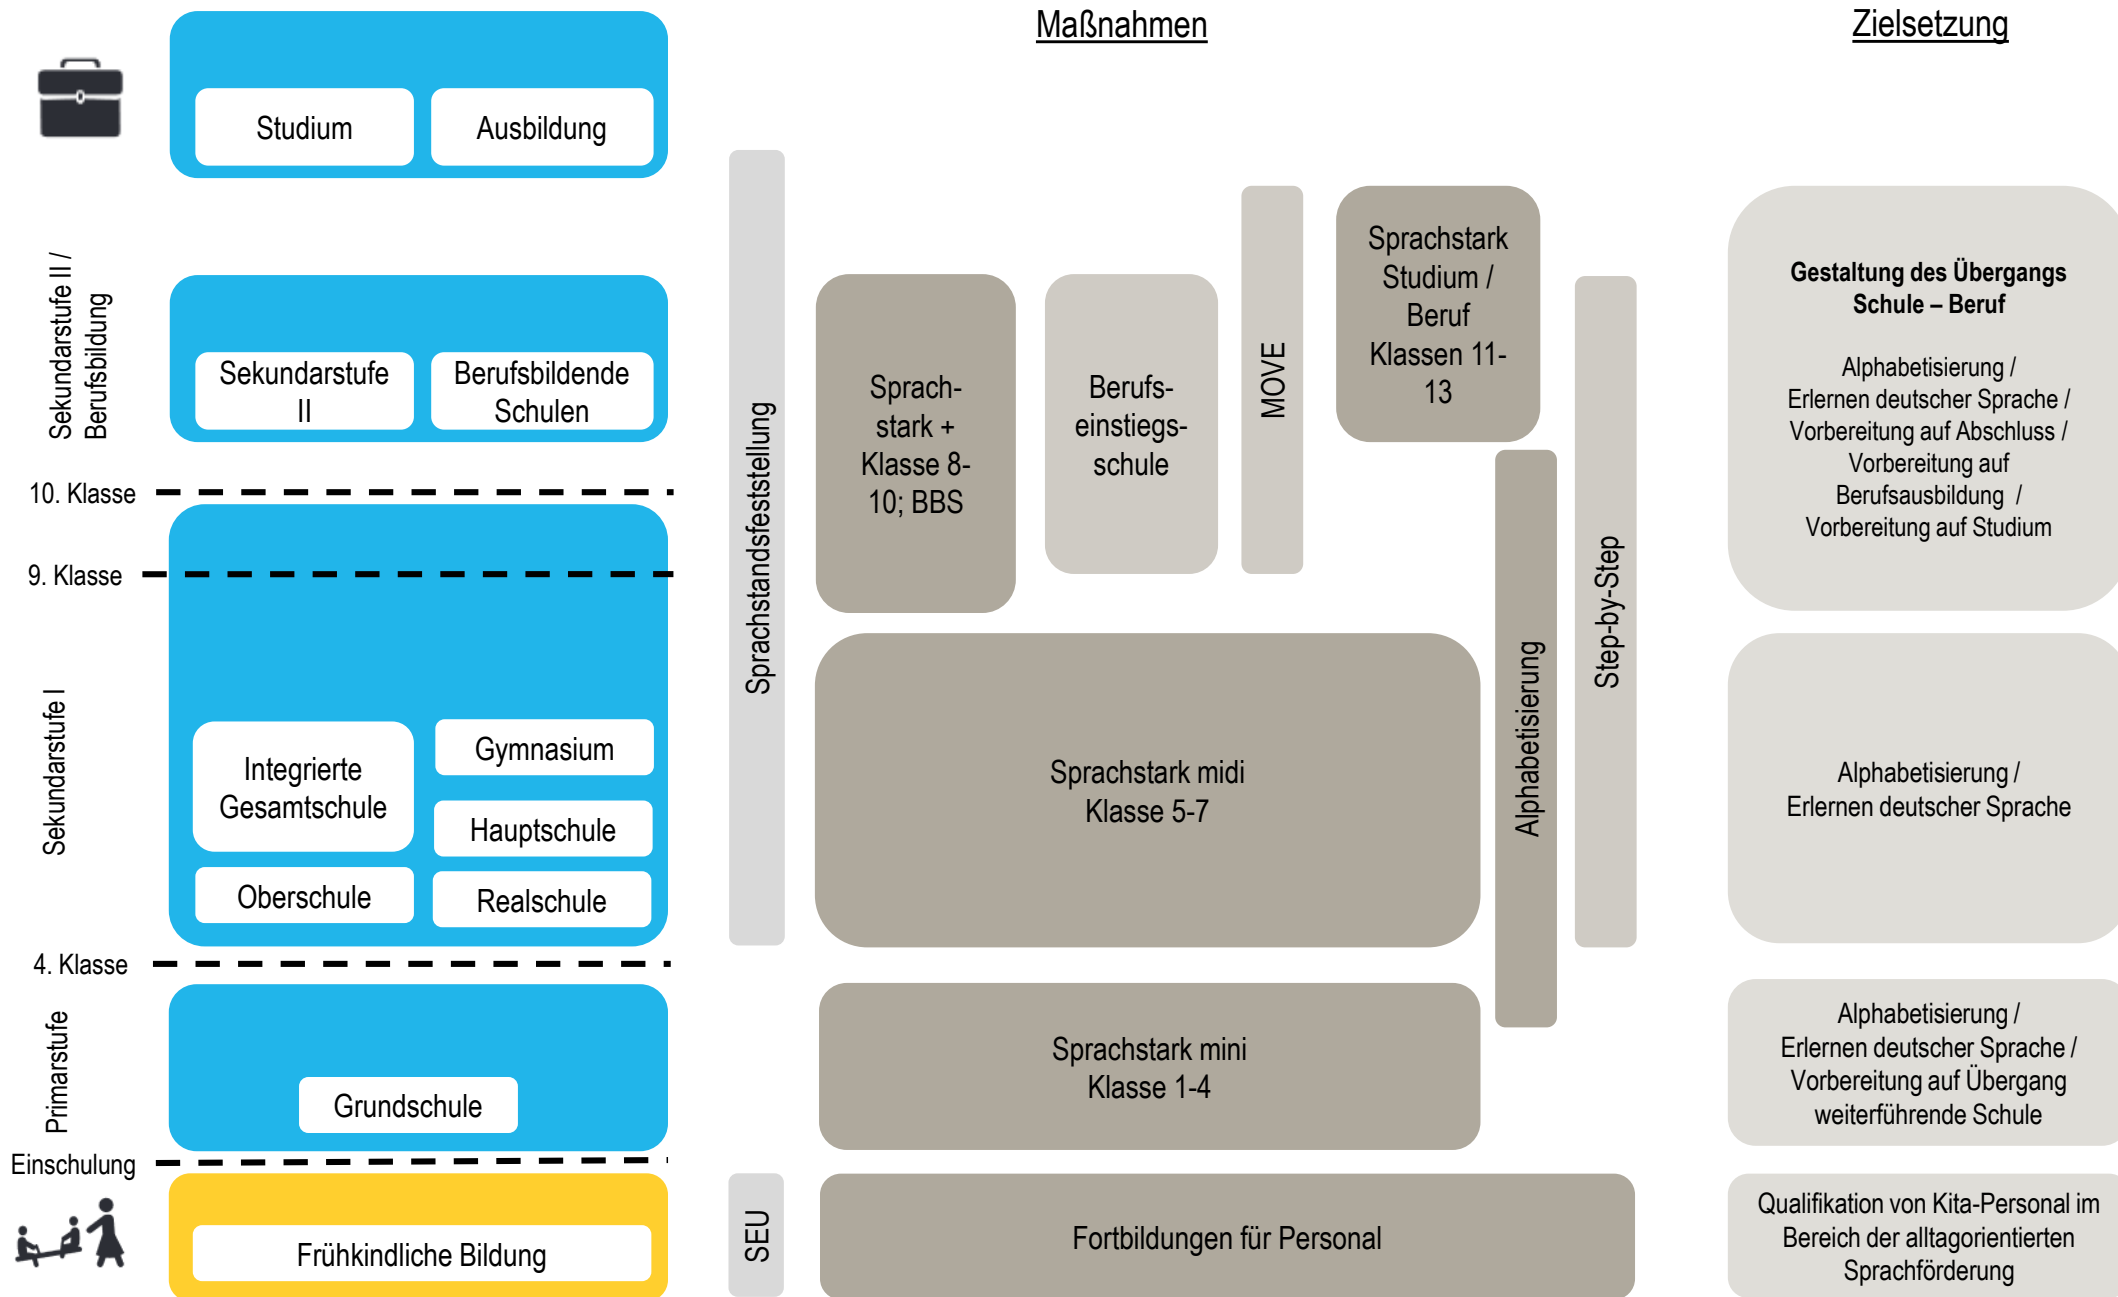 Maßnahmen
Zielsetzung
Studium
Ausbildung
Sekundarstufe II /
Berufsbildung
Sekundarstufe
II
Berufsbildende
Schulen
10. Klasse
9. Klasse
Sekundarstufe I
Integrierte
Gesamtschule
Gymnasium
Hauptschule
Oberschule
Realschule
4. Klasse
Primarstufe
Grundschule
Einschulung
Frühkindliche Bildung
Sprachstandsfeststellung
Sprach-
stark +
Klasse 8-
10; BBS
Berufs-
einstiegs-
schule
MOVE
Sprachstark
Studium /
Beruf
Klassen 11-
13
Alphabetisierung
Step-by-Step
Sprachstark midi
Klasse 5-7
Sprachstark mini
Klasse 1-4
SEU
Fortbildungen für Personal
Gestaltung des Übergangs
Schule – Beruf
Alphabetisierung /
Erlernen deutscher Sprache /
Vorbereitung auf Abschluss /
Vorbereitung auf
Berufsausbildung /
Vorbereitung auf Studium
Alphabetisierung /
Erlernen deutscher Sprache
Alphabetisierung /
Erlernen deutscher Sprache /
Vorbereitung auf Übergang
weiterführende Schule
Qualifikation von Kita-Personal im
Bereich der alltagorientierten
Sprachförderung